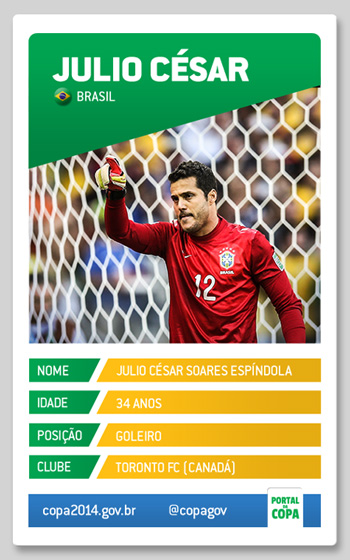 JULIO CÉSAR
BRASIL
BRASIL
12
NOME JULIO CÉSAR SOARES ESPÍNDOLA
IDADE 34 ANOS
POSIÇÃO GOLEIRO
CLUBE TORONTO FC (CANADÁ)
copa2014.gov.br @copagov
PORTAL
DA
COPA